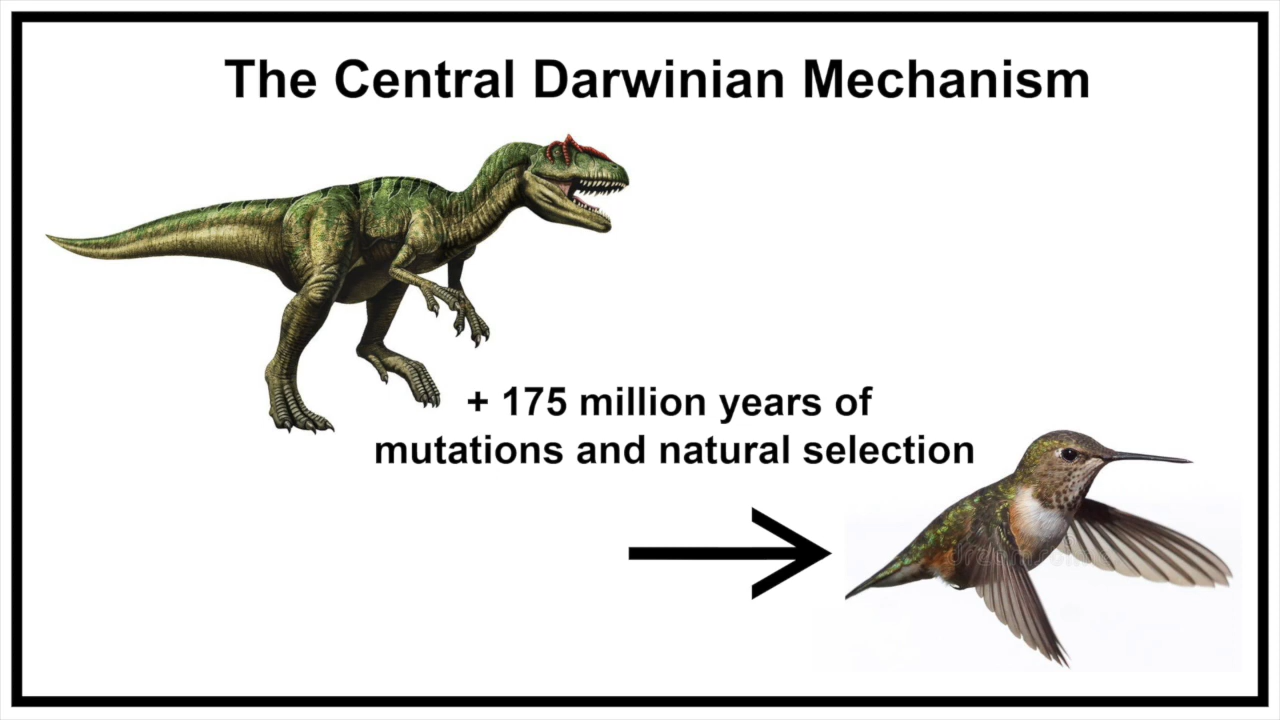 The Central Darwinian Mechanism
+ 175 million years of
mutations and natural selection